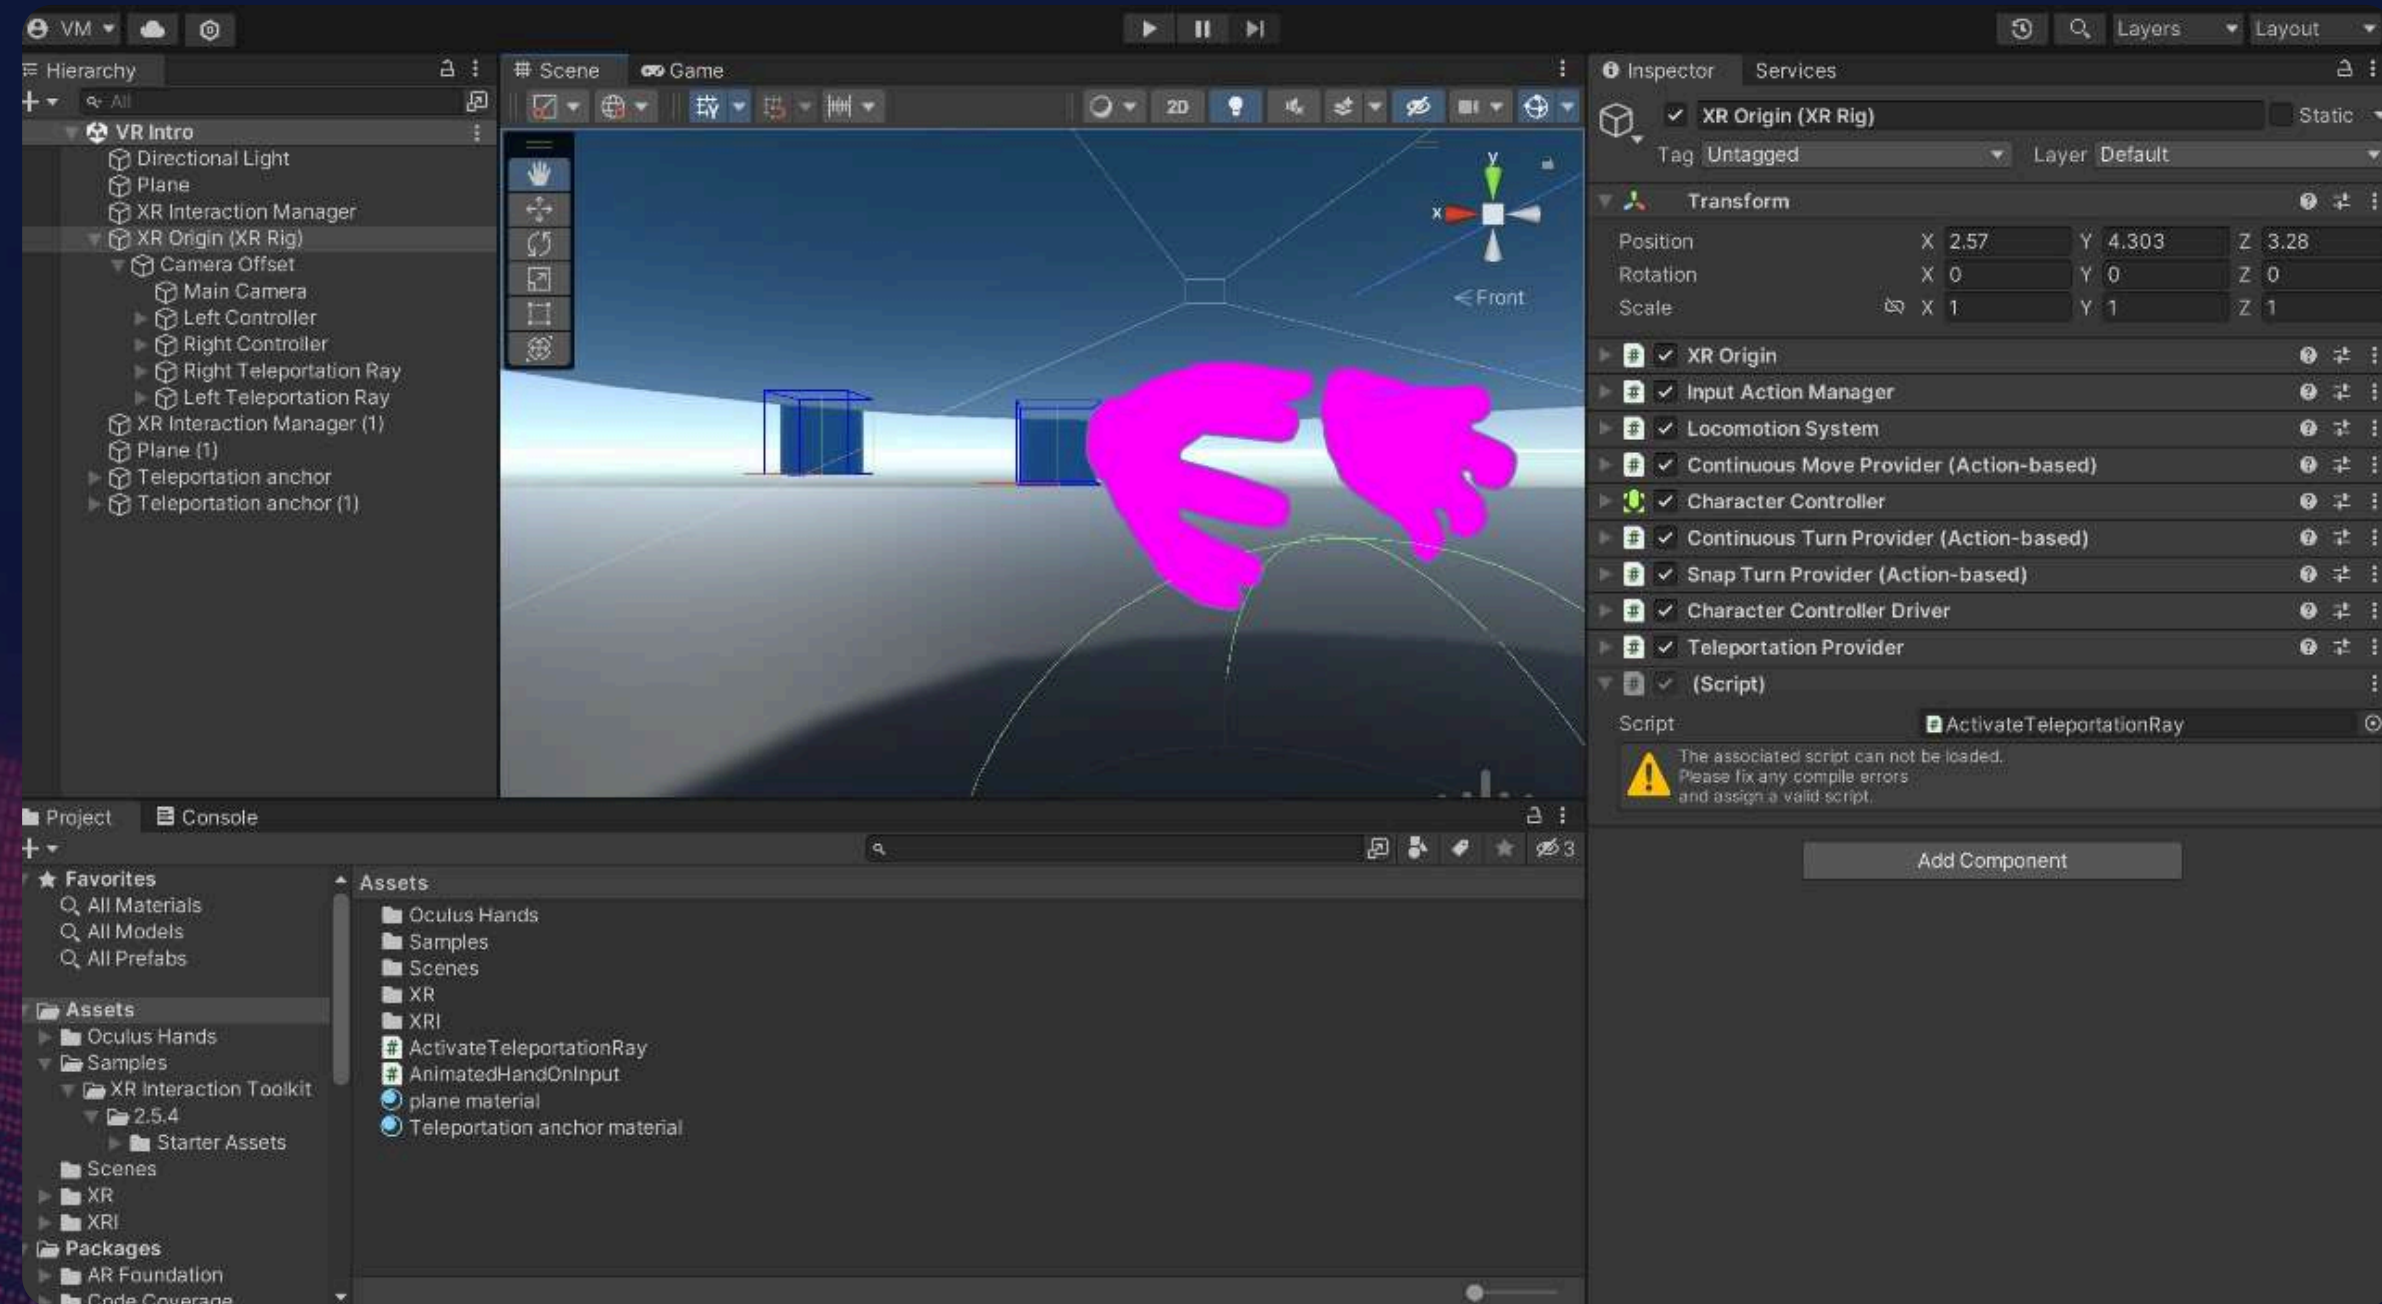 VM
Layers
Layout
Hierarchy
All
VR Intro
Directional Light
Plane
XR Interaction Manager
XR Origin (XR Rig)
Camera Offset
Main Camera
Left Controller
Right Controller
Right Teleportation Ray
Left Teleportation Ray
XR Interaction Manager (1)
Plane (1)
Teleportation anchor
Teleportation anchor (1)
Scene
Game
2D
y
x
Front
Inspector
Services
XR Origin (XR Rig)
Static
Tag Untagged
Layer Default
Transform
Position X 2.57 Y 4.303 Z 3.28
Rotation X 0 Y 0 Z 0
Scale X 1 Y 1 Z 1
XR Origin
Input Action Manager
Locomotion System
Continuous Move Provider (Action-based)
Character Controller
Continuous Turn Provider (Action-based)
Snap Turn Provider (Action-based)
Character Controller Driver
Teleportation Provider
(Script)
Script ActivateTeleportationRay
The associated script can not be loaded.
Please fix any compile errors
and assign a valid script.
Add Component
Project
Console
3
Favorites
All Materials
All Models
All Prefabs
Assets
Oculus Hands
Samples
XR Interaction Toolkit
2.5.4
Starter Assets
Scenes
XR
XRI
Packages
AR Foundation
Code Coverage
Assets
Oculus Hands
Samples
Scenes
XR
XRI
ActivateTeleportationRay
AnimatedHandOnInput
plane material
Teleportation anchor material